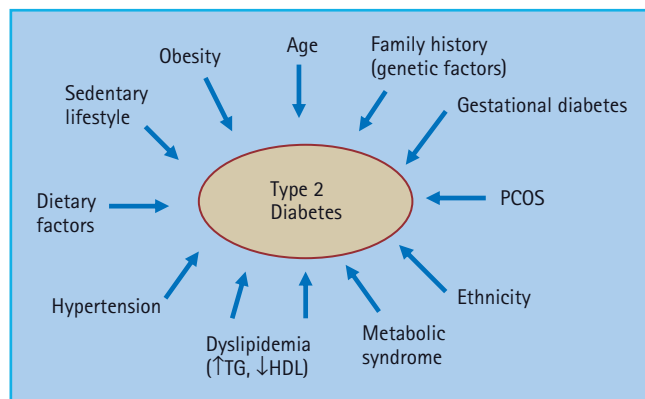 Age
Family history
(genetic factors)
Obesity
Gestational diabetes
Sedentary
lifestyle
Type 2
Diabetes
PCOS
Dietary
factors
Ethnicity
Hypertension
Metabolic
syndrome
Dyslipidemia
(↑TG, ↓HDL)